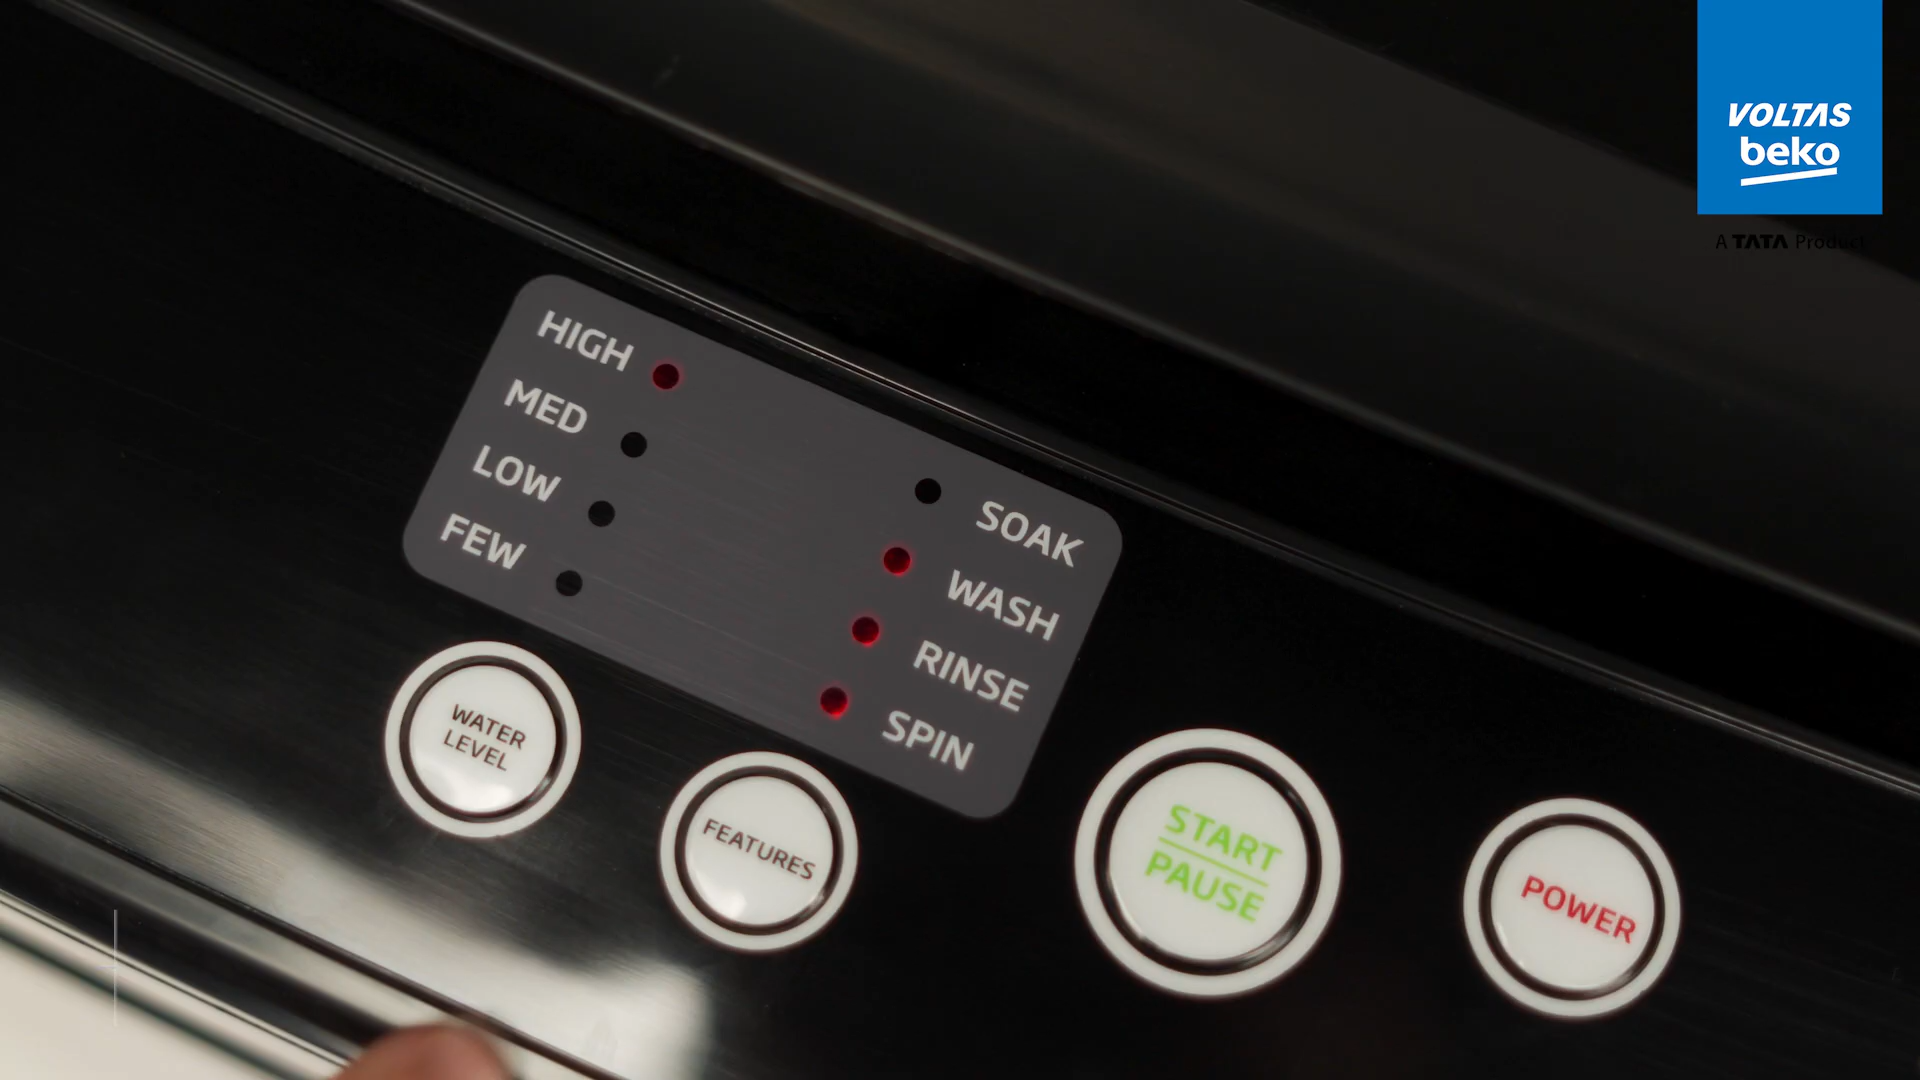 VOLTAS
beko
A TATA Product
HIGH
MED
LOW
FEW
SOAK
WASH
RINSE
SPIN
WATER
LEVEL
FEATURES
START
PAUSE
POWER